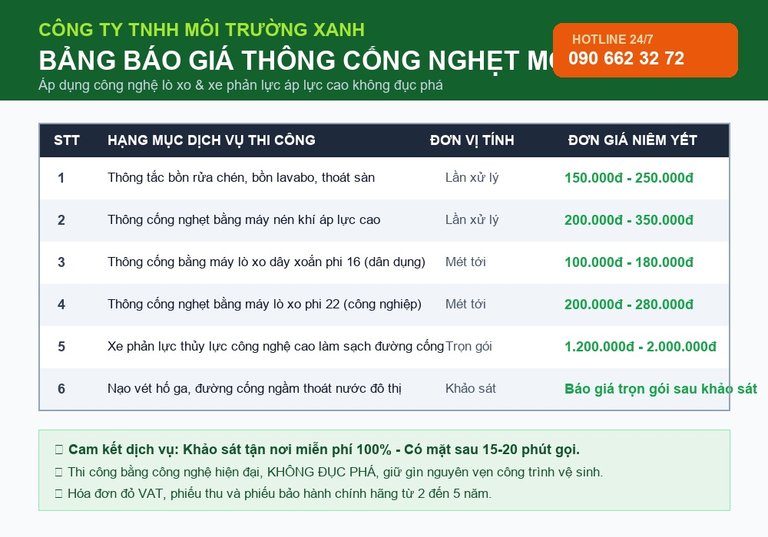 CÔNG TY TNHH MÔI TRƯỜNG XANH
BẢNG BÁO GIÁ THÔNG CỐNG NGHẸT
HOTLINE 24/7
090 662 32 72
Áp dụng công nghệ lò xo & xe phản lực áp lực cao không đục phá
STT HẠNG MỤC DỊCH VỤ THI CÔNG ĐƠN VỊ TÍNH ĐƠN GIÁ NIÊM YẾT
1 Thông tắc bồn rửa chén, bồn lavabo, thoát sàn Lần xử lý 150.000đ - 250.000đ
2 Thông cống nghẹt bằng máy nén khí áp lực cao Lần xử lý 200.000đ - 350.000đ
3 Thông cống bằng máy lò xo dây xoắn phi 16 (dân dụng) Mét tới 100.000đ - 180.000đ
4 Thông cống nghẹt bằng máy lò xo phi 22 (công nghiệp) Mét tới 200.000đ - 280.000đ
5 Xe phản lực thủy lực công nghệ cao làm sạch đường cống Trọn gói 1.200.000đ - 2.000.000đ
6 Nạo vét hố ga, đường cống ngầm thoát nước đô thị Khảo sát Báo giá trọn gói sau khảo sát
Cam kết dịch vụ: Khảo sát tận nơi miễn phí 100% - Có mặt sau 15-20 phút gọi.
Thi công bằng công nghệ hiện đại, KHÔNG ĐỤC PHÁ, giữ gìn nguyên vẹn công trình vệ sinh.
Hóa đơn đỏ VAT, phiếu thu và phiếu bảo hành chính hãng từ 2 đến 5 năm.